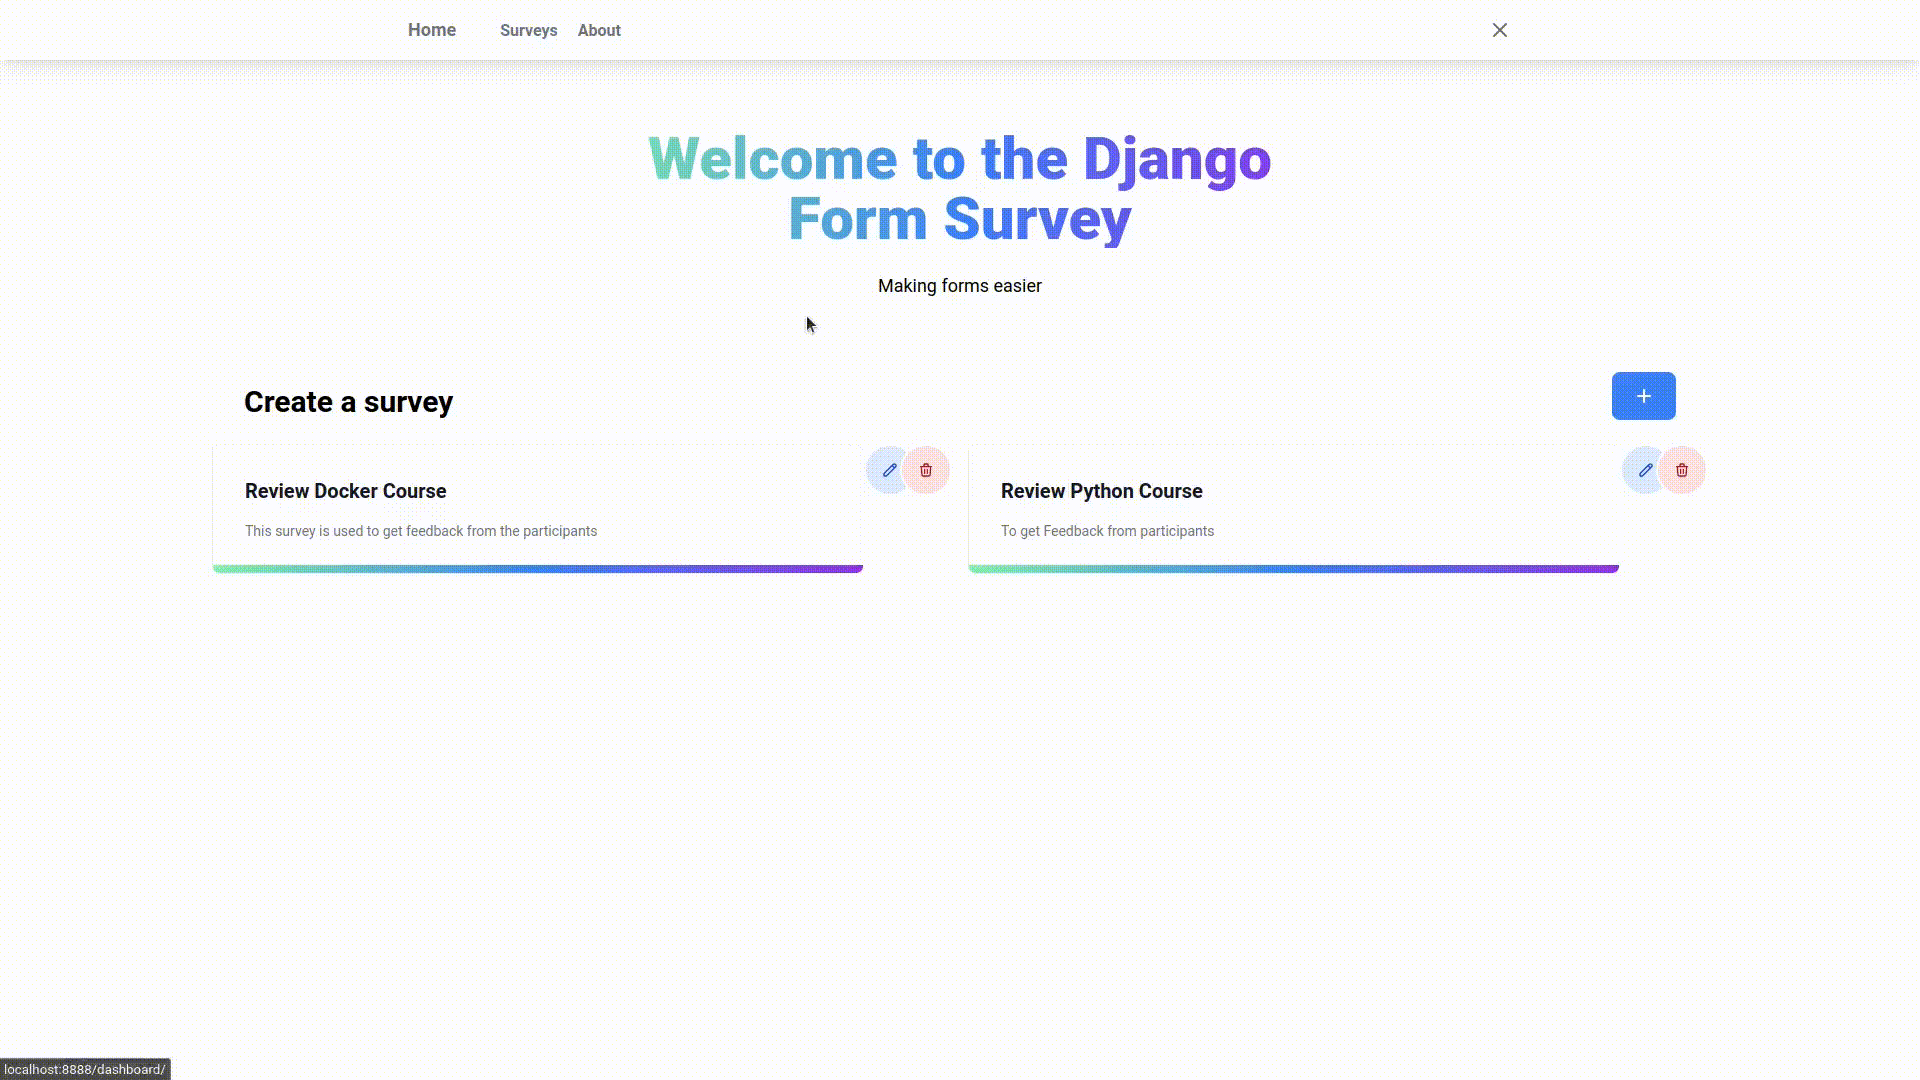 Home Surveys About
Welcome to the Django
Form Survey
Making forms easier
Create a survey
Review Docker Course
This survey is used to get feedback from the participants
Review Python Course
To get Feedback from participants
localhost:8888/dashboard/